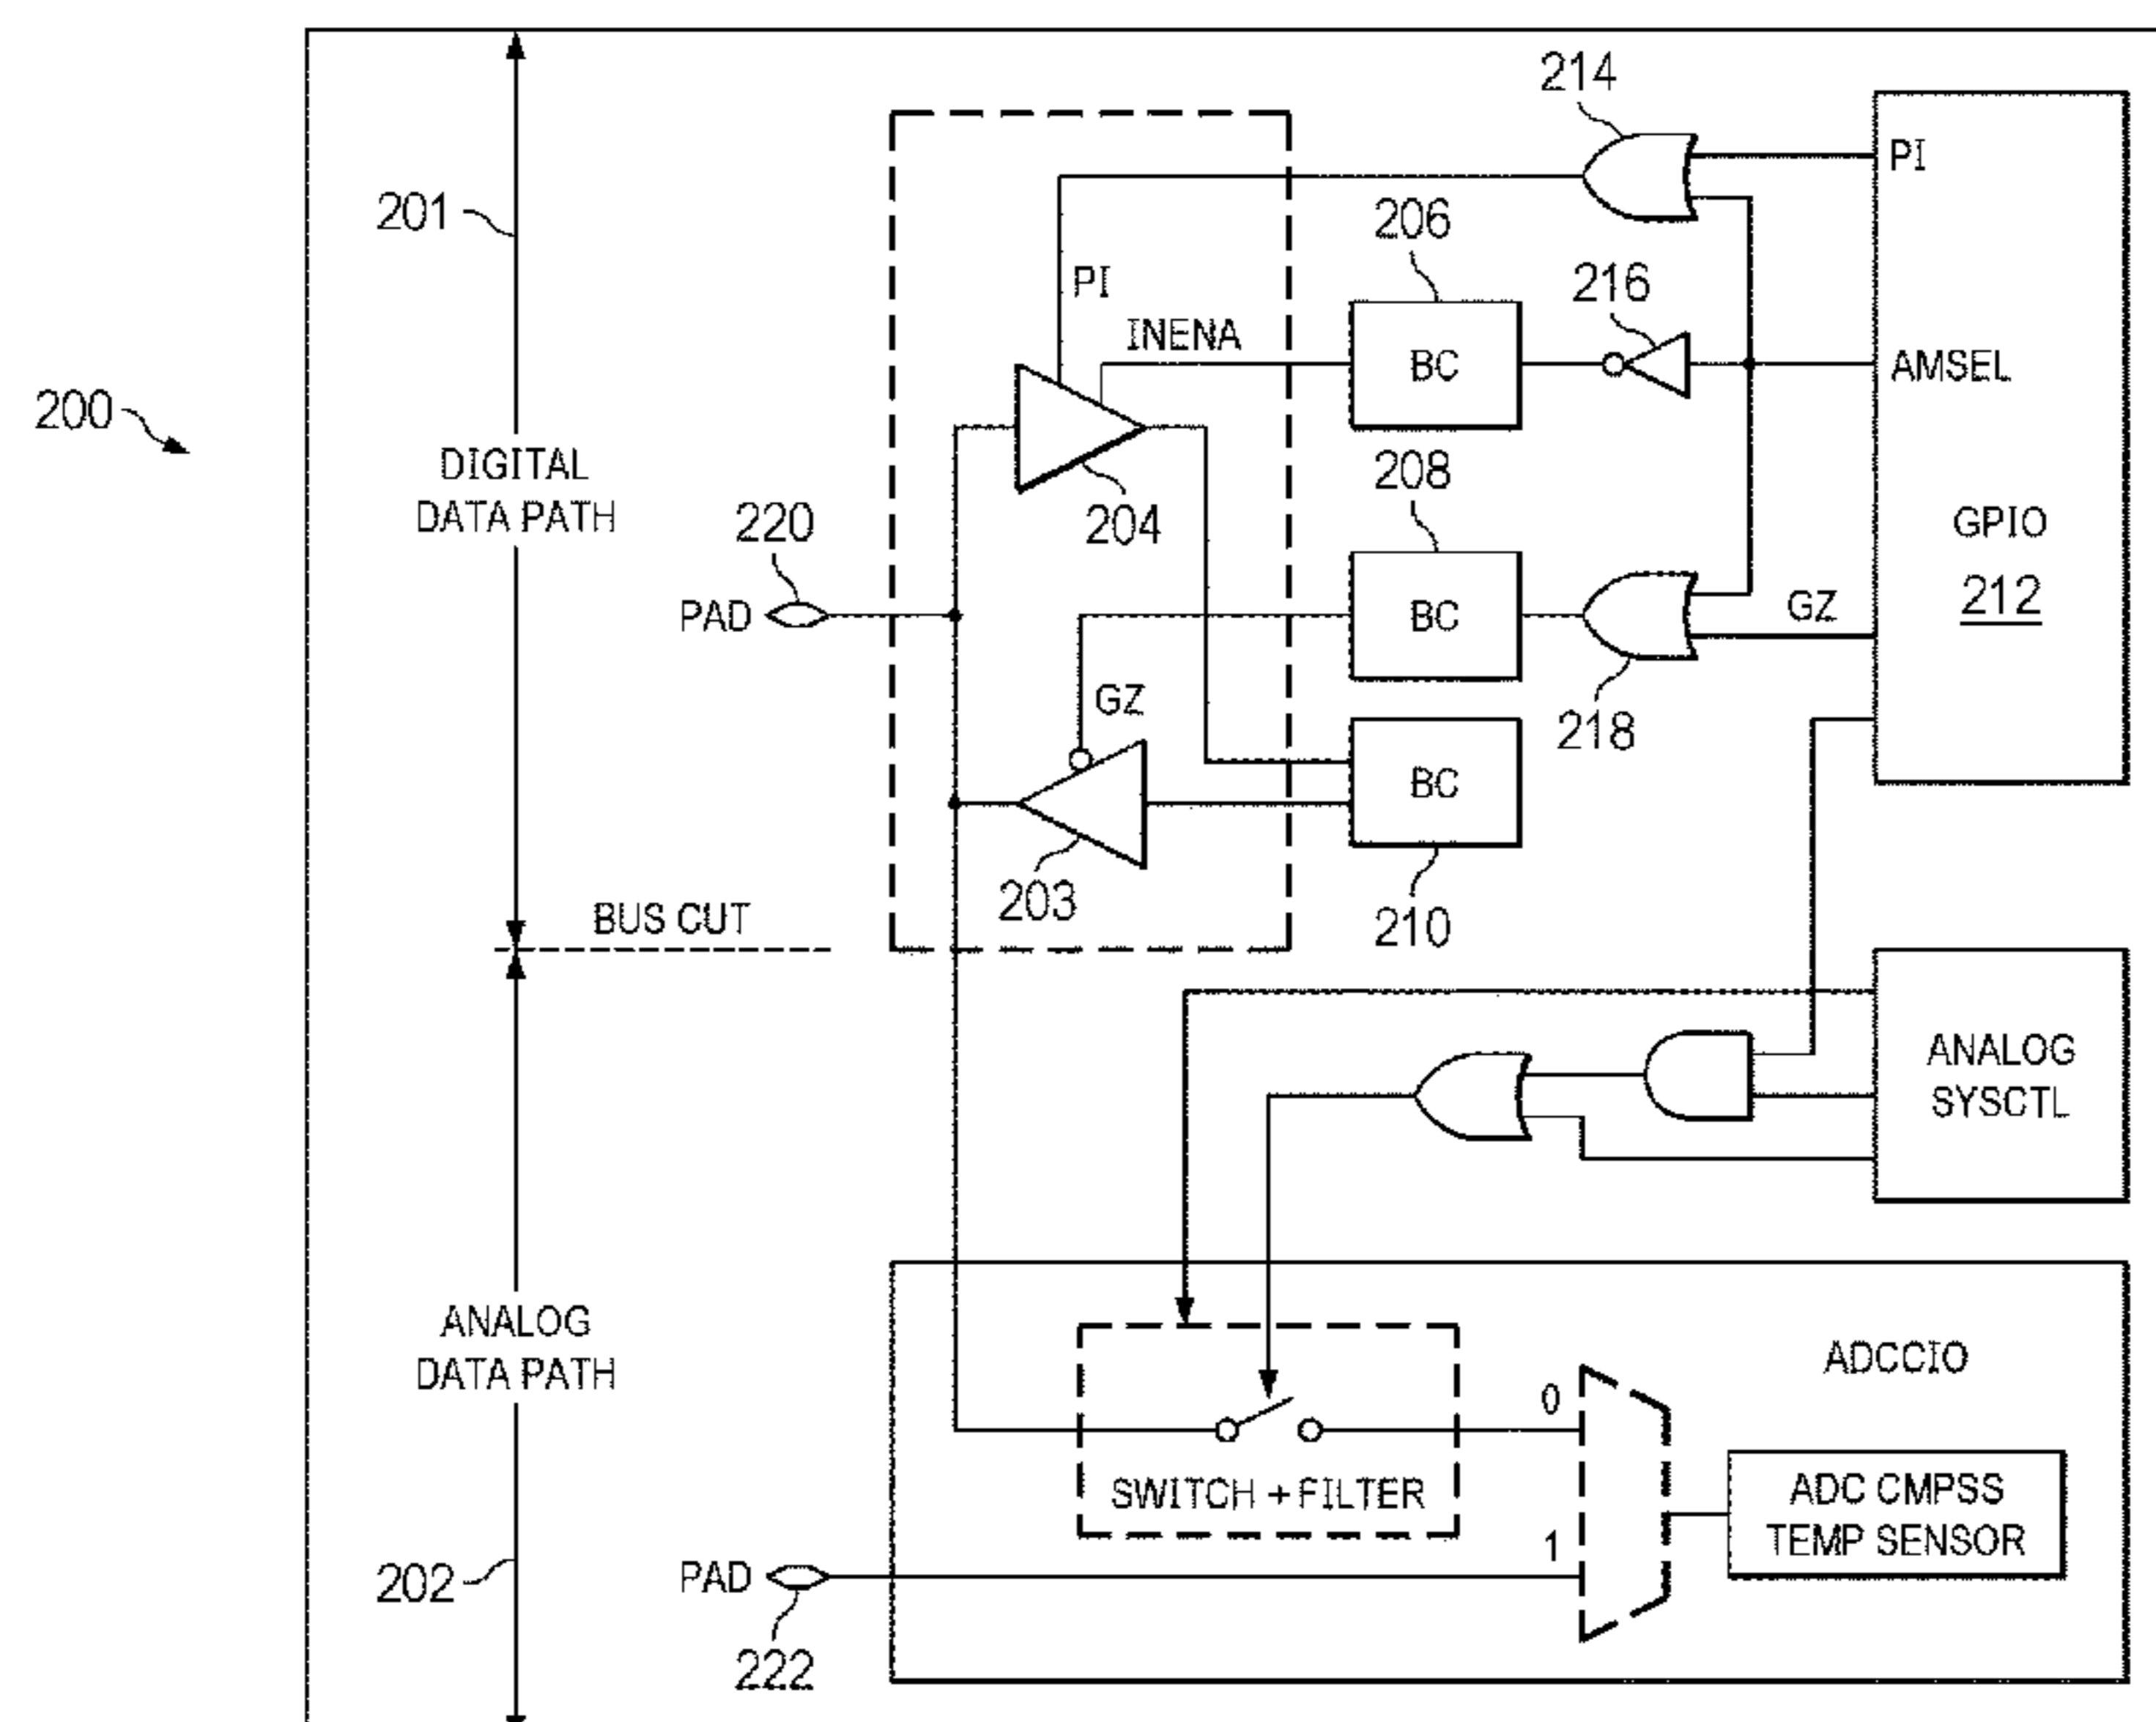 214
PI
201
206
216
PI
INENA
BC
AMSEL
200
DIGITAL
DATA PATH
204
208
GPIO
212
220
PAD
BC
GZ
GZ
218
BC
203
210
BUS CUT
ANALOG
SYSCTL
ANALOG
DATA PATH
ADCCIO
0
SWITCH + FILTER
ADC CMPSS
TEMP SENSOR
1
202
PAD
222